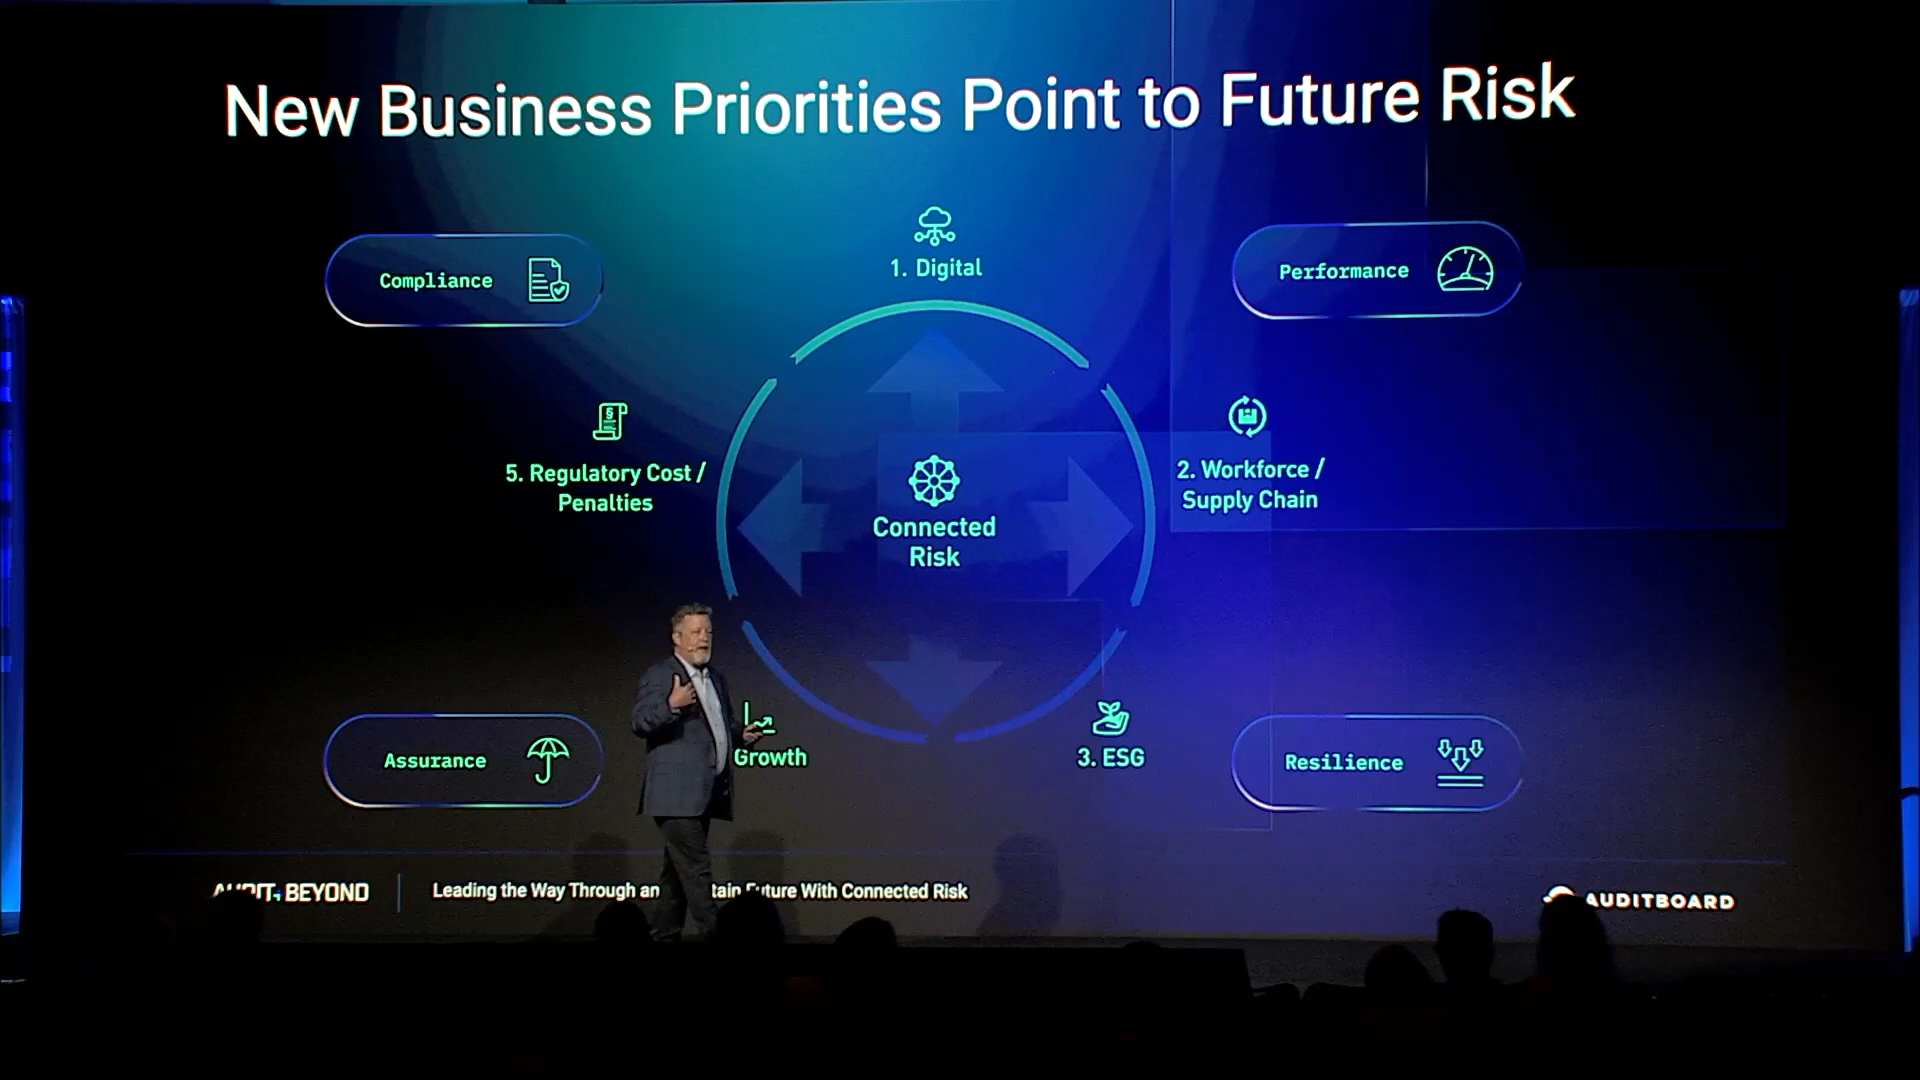 New Business Priorities Point to Future Risk
1. Digital
Compliance
Performance
5. Regulatory Cost /
Penalties
2. Workforce /
Supply Chain
Connected
Risk
Growth
3. ESG
Assurance
Resilience
BEYOND
Leading the Way Through an
Future With Connected Risk
AUDITBOARD